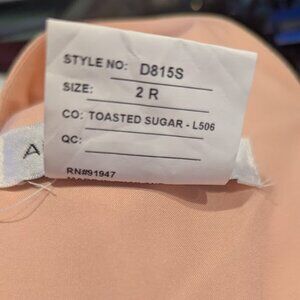 STYLE NO: D815S
SIZE: 2 R
CO: TOASTED SUGAR - L506
QC:
A
RN#91947